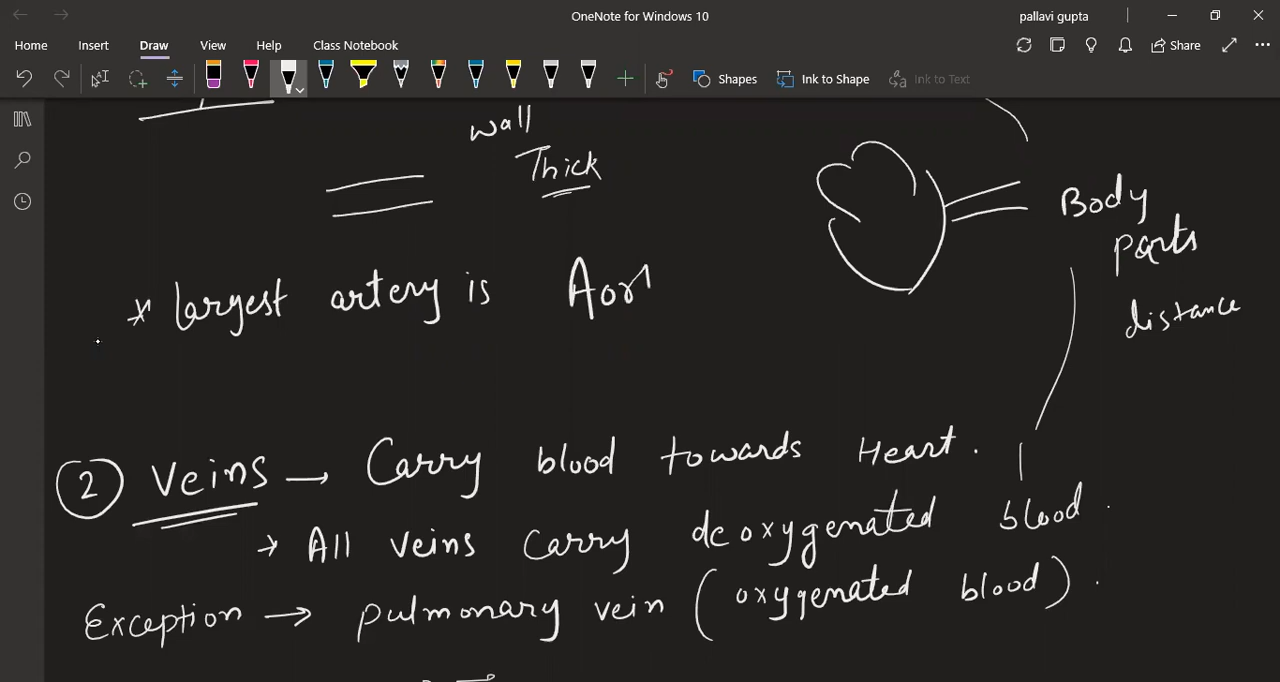 OneNote for Windows 10
pallavi gupta
Home Insert Draw View Help Class Notebook
Share
Shapes Ink to Shape Ink to Text
wall
Thick
Body
parts
distance
* largest artery is Aor
2 Veins → Carry blood towards Heart.
→ All veins carry deoxygenated blood.
Exception → pulmonary vein (oxygenated blood).